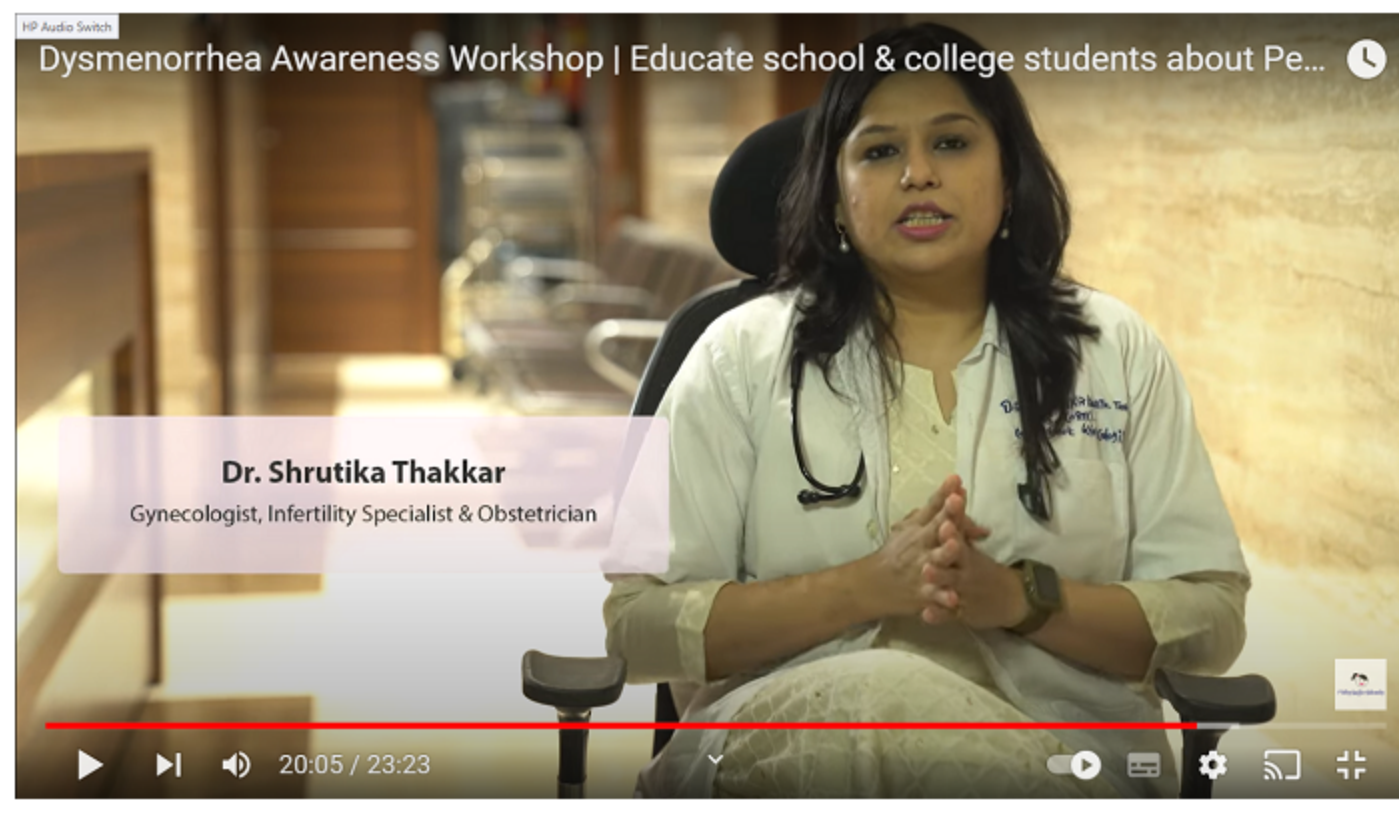 HP Audio Switch
Dysmenorrhea Awareness Workshop | Educate school & college students about Pe...
Dr. Shrutika Thakkar
Gynecologist, Infertility Specialist & Obstetrician
20:05 / 23:23